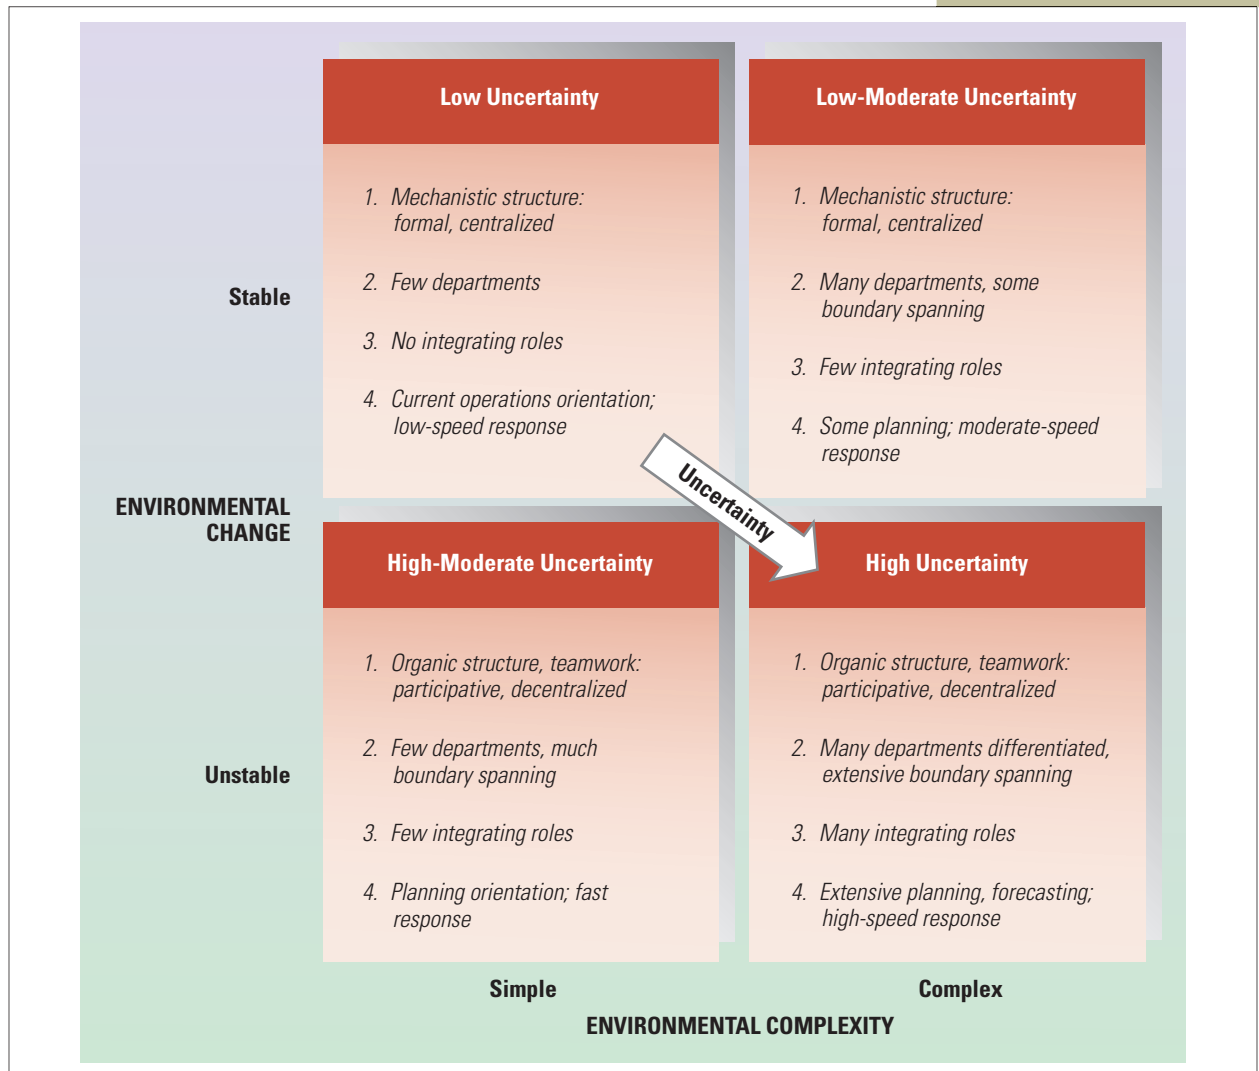 Low Uncertainty
1. Mechanistic structure:
formal, centralized
2. Few departments
3. No integrating roles
4. Current operations orientation;
low-speed response
Low-Moderate Uncertainty
1. Mechanistic structure:
formal, centralized
2. Many departments, some
boundary spanning
3. Few integrating roles
4. Some planning; moderate-speed
response
Stable
ENVIRONMENTAL
CHANGE
Uncertainty
High-Moderate Uncertainty
1. Organic structure, teamwork:
participative, decentralized
2. Few departments, much
boundary spanning
3. Few integrating roles
4. Planning orientation; fast
response
High Uncertainty
1. Organic structure, teamwork:
participative, decentralized
2. Many departments differentiated,
extensive boundary spanning
3. Many integrating roles
4. Extensive planning, forecasting;
high-speed response
Unstable
Simple
Complex
ENVIRONMENTAL COMPLEXITY